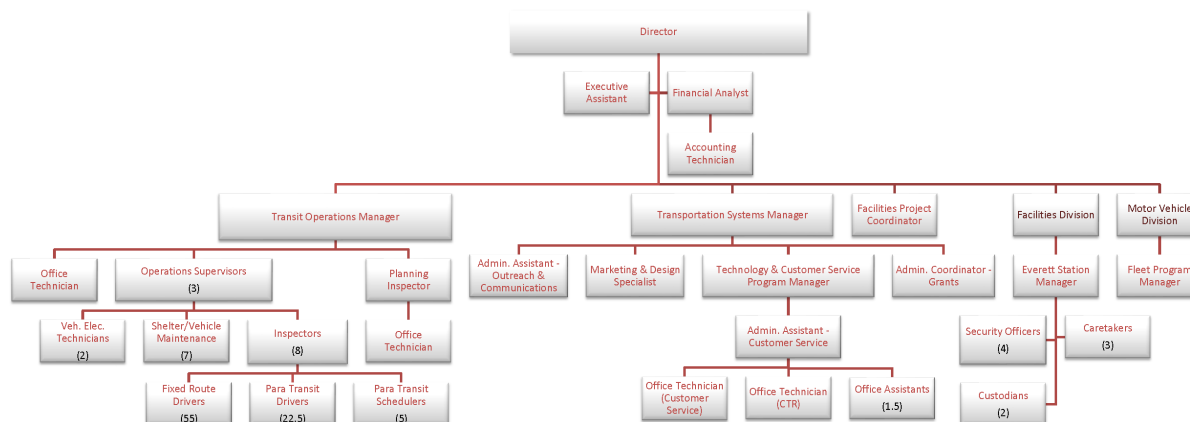 Director
Executive
Assistant
Financial Analyst
Accounting
Technician
Transit Operations Manager
Transportation Systems Manager
Facilities Project
Coordinator
Facilities Division
Motor Vehicle
Division
Office
Technician
Operations Supervisors
(3)
Planning
Inspector
Admin. Assistant -
Outreach &
Communications
Marketing & Design
Specialist
Technology & Customer Service
Program Manager
Admin. Coordinator -
Grants
Everett Station
Manager
Fleet Program
Manager
Veh. Elec.
Technicians
(2)
Shelter/Vehicle
Maintenance
(7)
Inspectors
(8)
Office
Technician
Admin. Assistant -
Customer Service
Security Officers
(4)
Caretakers
(3)
Fixed Route
Drivers
(55)
Para Transit
Drivers
(22.5)
Para Transit
Schedulers
(5)
Office Technician
(Customer
Service)
Office Technician
(CTR)
Office Assistants
(1.5)
Custodians
(2)